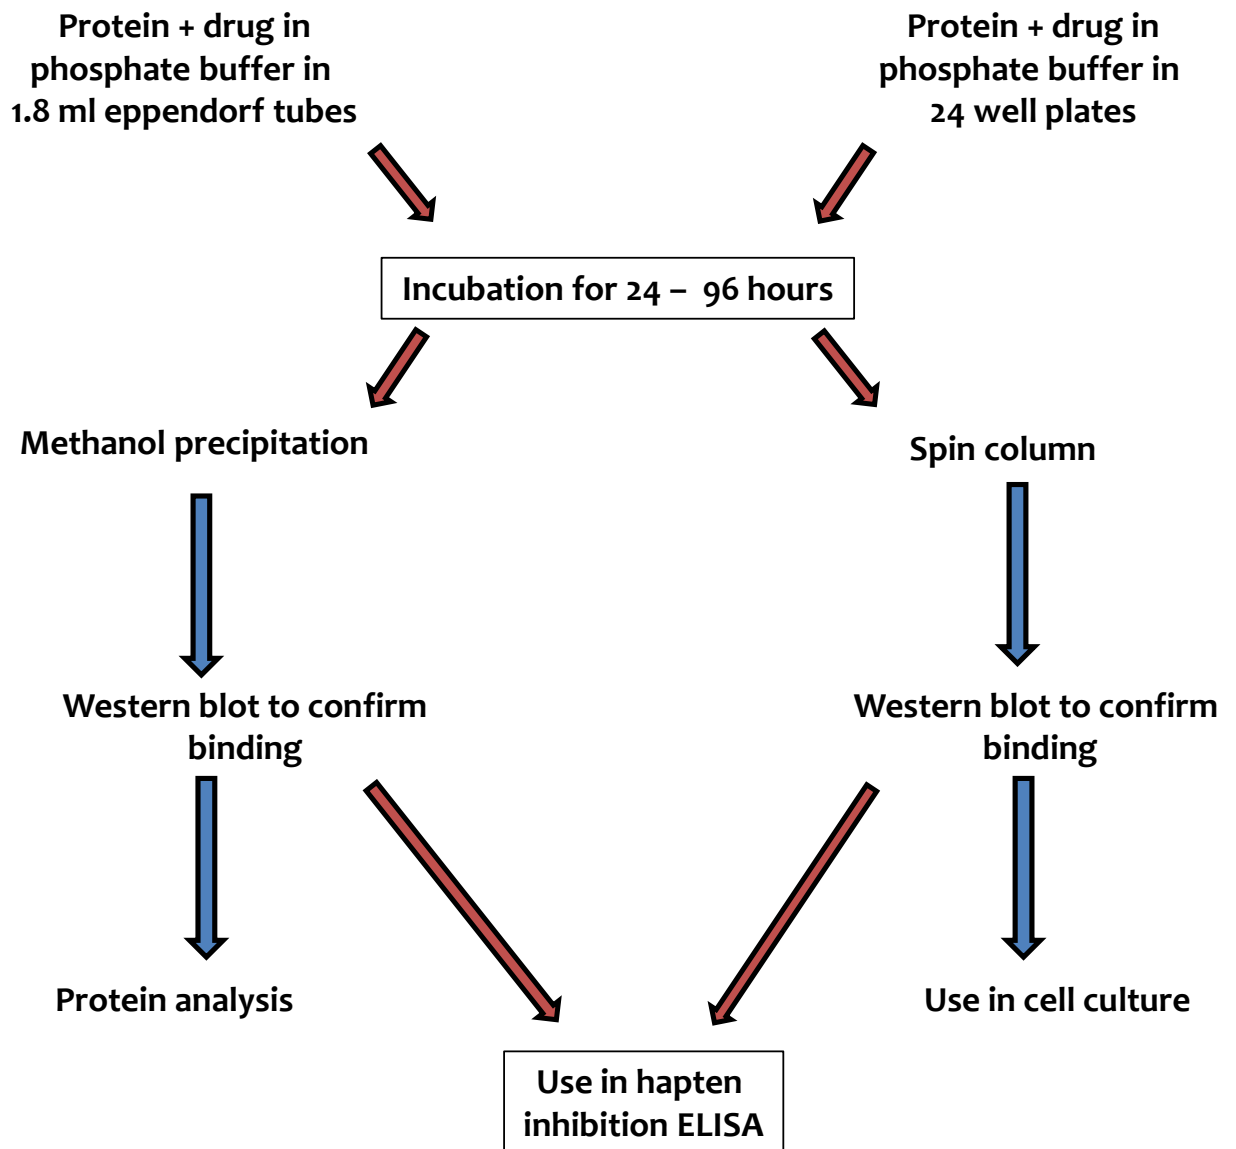 Protein + drug in
phosphate buffer in
1.8 ml eppendorf tubes
Protein + drug in
phosphate buffer in
24 well plates
Incubation for 24 – 96 hours
Methanol precipitation
Spin column
Western blot to confirm
binding
Western blot to confirm
binding
Protein analysis
Use in cell culture
Use in hapten
inhibition ELISA